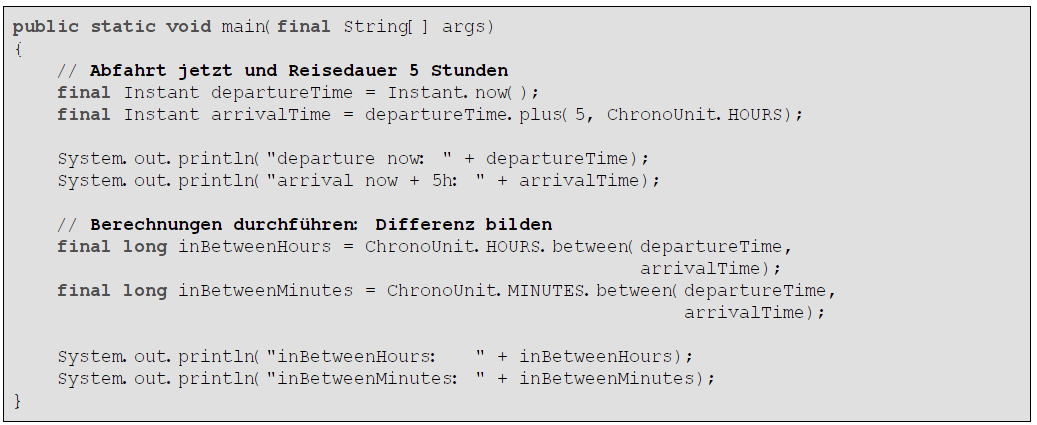 public static void main(final String[] args)
{
    // Abfahrt jetzt und Reisedauer 5 Stunden
    final Instant departureTime = Instant.now();
    final Instant arrivalTime = departureTime.plus(5, ChronoUnit.HOURS);

    System.out.println("departure now: " + departureTime);
    System.out.println("arrival now + 5h: " + arrivalTime);

    // Berechnungen durchführen: Differenz bilden
    final long inBetweenHours = ChronoUnit.HOURS.between(departureTime,
                                                         arrivalTime);
    final long inBetweenMinutes = ChronoUnit.MINUTES.between(departureTime,
                                                             arrivalTime);

    System.out.println("inBetweenHours:   " + inBetweenHours);
    System.out.println("inBetweenMinutes: " + inBetweenMinutes);
}